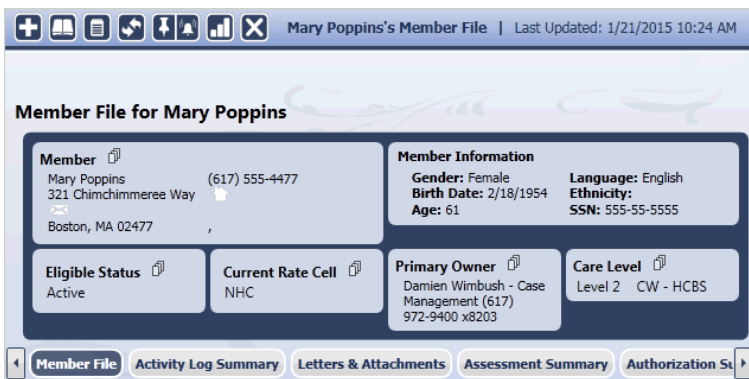 Mary Poppins's Member File | Last Updated: 1/21/2015 10:24 AM
Member File for Mary Poppins
Member
Mary Poppins (617) 555-4477
321 Chimchimmeree Way
Boston, MA 02477 ,
Member Information
Gender: Female Language: English
Birth Date: 2/18/1954 Ethnicity:
Age: 61 SSN: 555-55-5555
Eligible Status
Active
Current Rate Cell
NHC
Primary Owner
Damien Wimbush - Case
Management (617)
972-9400 x8203
Care Level
Level 2 CW - HCBS
Member File Activity Log Summary Letters & Attachments Assessment Summary Authorization Su